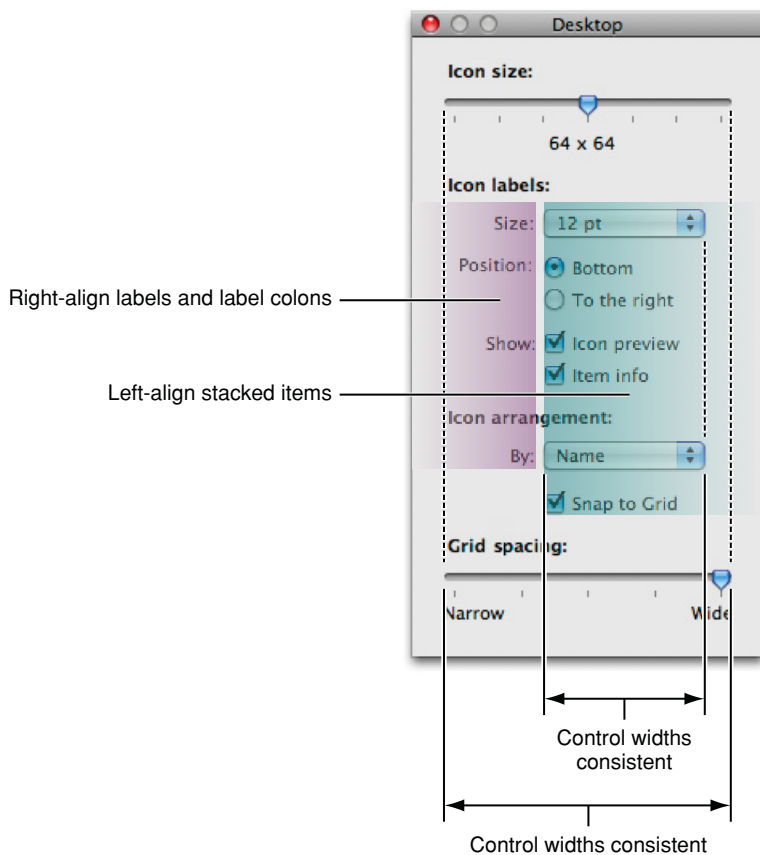 Desktop
Icon size:
64 x 64
Icon labels:
Size: 12 pt
Position: Bottom
To the right
Right-align labels and label colons
Show: Icon preview
Item info
Left-align stacked items
Icon arrangement:
By: Name
Snap to Grid
Grid spacing:
Narrow Wide
Control widths
consistent
Control widths consistent